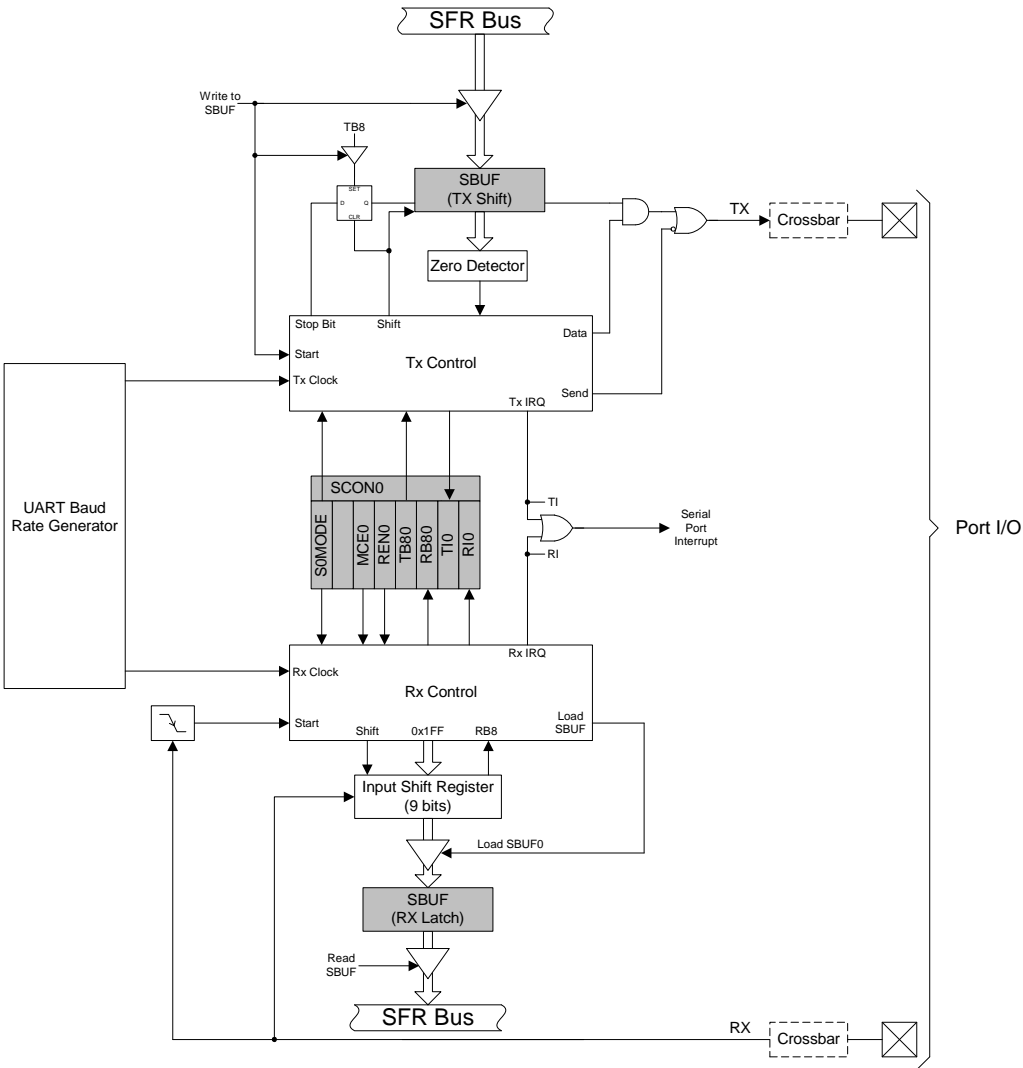 SFR Bus
Write to
SBUF
TB8
SET
D
Q
CLR
SBUF
(TX Shift)
TX
Crossbar
Zero Detector
Stop Bit
Shift
Data
Start
Tx Control
Tx Clock
Send
Tx IRQ
UART Baud
Rate Generator
SCON0
S0MODE
MCE0
REN0
TB80
RB80
TI0
RI0
TI
Serial
Port
Interrupt
RI
Port I/O
Rx IRQ
Rx Clock
Rx Control
Start
Load
SBUF
Shift
0x1FF
RB8
Input Shift Register
(9 bits)
Load SBUF0
SBUF
(RX Latch)
Read
SBUF
SFR Bus
RX
Crossbar